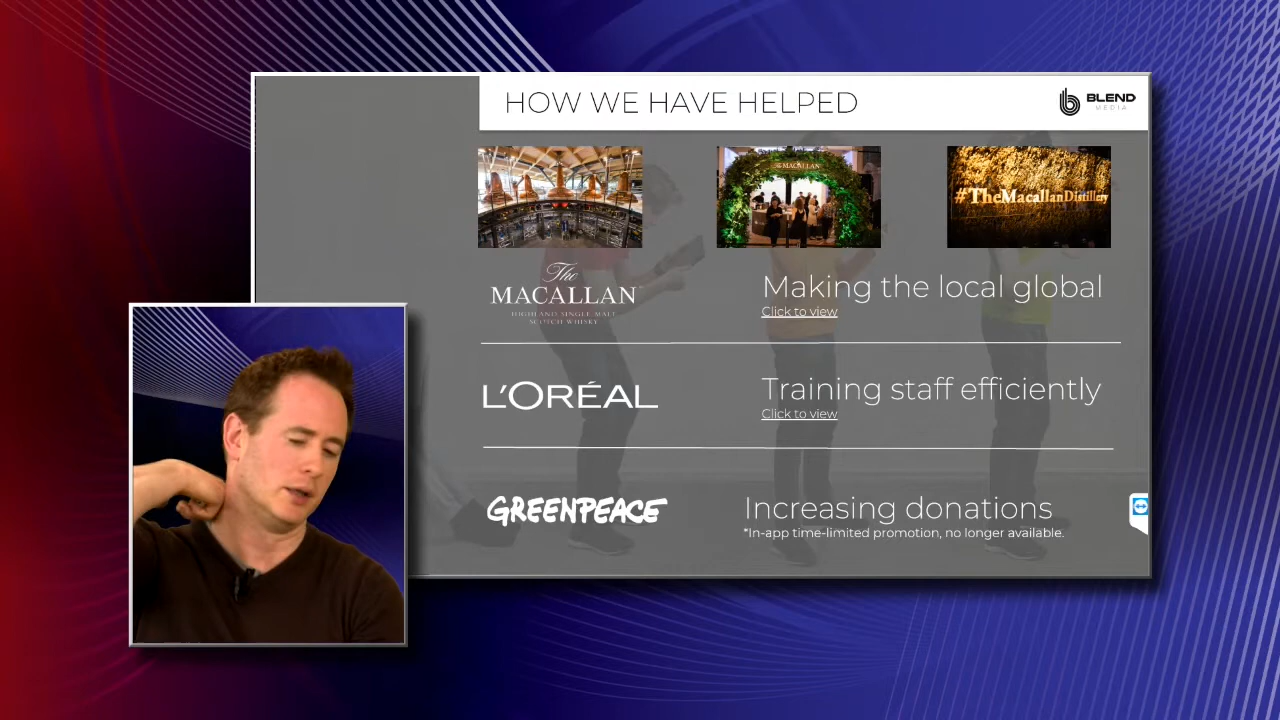 HOW WE HAVE HELPED
BLEND
MEDIA
THE MACALLAN
#TheMacallanDistillery
The
MACALLAN
HIGHLAND SINGLE MALT
SCOTCH WHISKY
Making the local global
Click to view
L'ORÉAL
Training staff efficiently
Click to view
GREENPEACE
Increasing donations
*In-app time-limited promotion, no longer available.